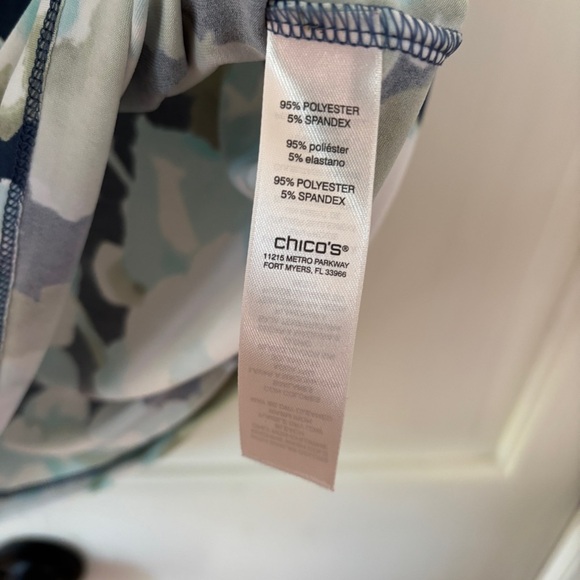 95% POLYESTER
5% SPANDEX
95% poliéster
5% elastano
95% POLYESTER
5% SPANDEX
chico's®
11215 METRO PARKWAY
FORT MYERS, FL 33966